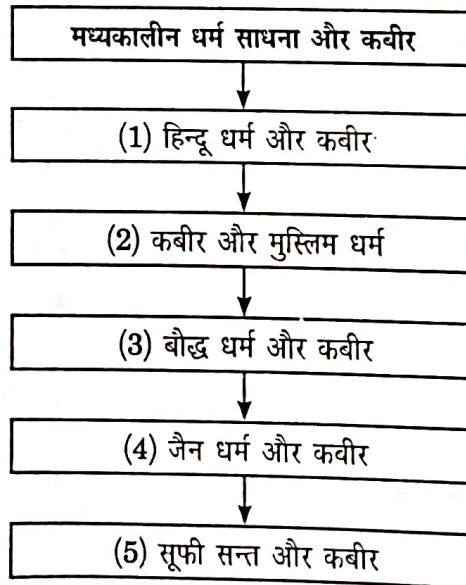 मध्यकालीन धर्म साधना और कबीर
(1) हिन्दू धर्म और कबीर
(2) कबीर और मुस्लिम धर्म
(3) बौद्ध धर्म और कबीर
(4) जैन धर्म और कवीर
(5) सूफी सन्त और कबीर